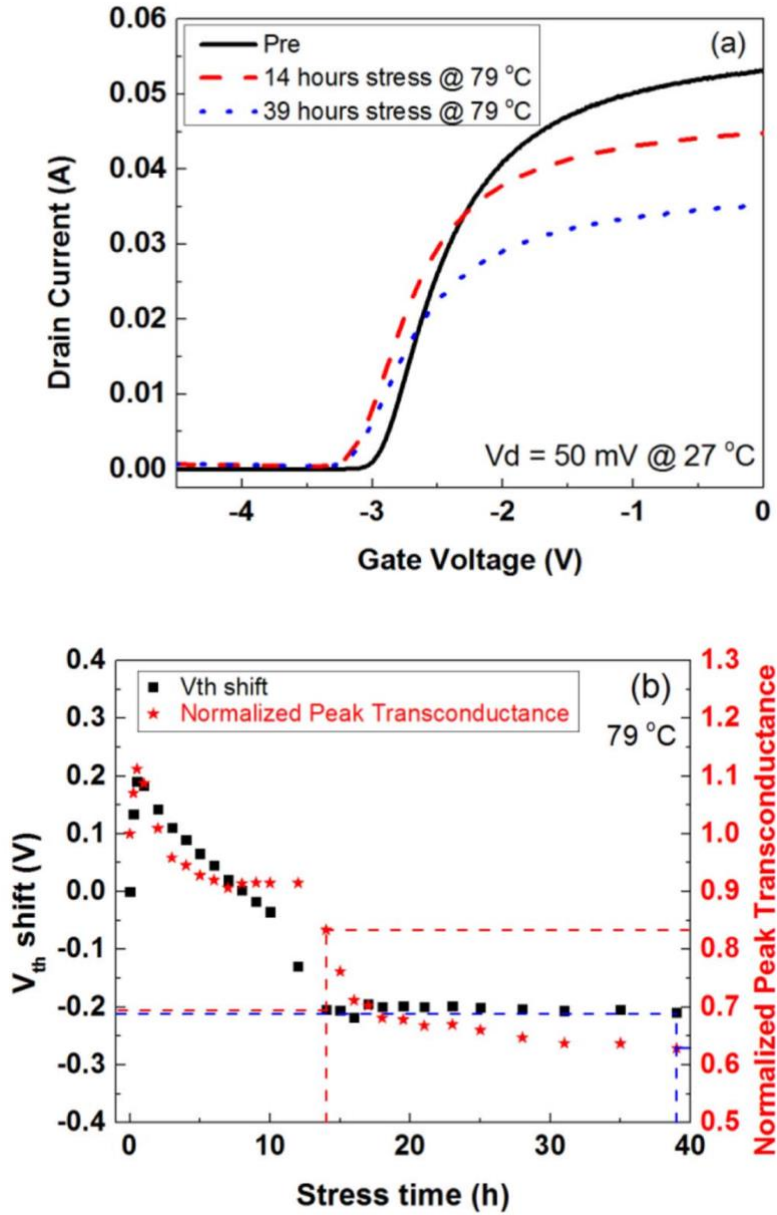 0.06
0.05
0.04
0.03
0.02
0.01
0.00
Drain Current (A)
Pre
14 hours stress @ 79 °C
39 hours stress @ 79 °C
(a)
Vd = 50 mV @ 27 °C
-4
-3
-2
-1
0
Gate Voltage (V)
0.4
0.3
0.2
0.1
0.0
-0.1
-0.2
-0.3
-0.4
Vth shift (V)
Vth shift
Normalized Peak Transconductance
(b)
79 °C
1.3
1.2
1.1
1.0
0.9
0.8
0.7
0.6
0.5
Normalized Peak Transconductance
0
10
20
30
40
Stress time (h)